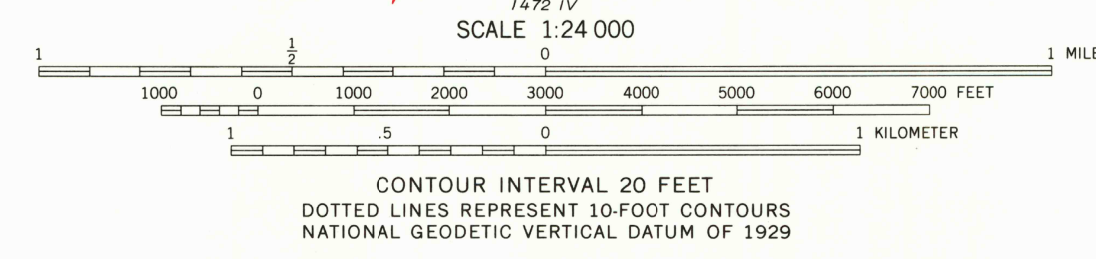 1472 IV
SCALE 1:24 000
1 1/2 0 1 MILE
1000 0 1000 2000 3000 4000 5000 6000 7000 FEET
1 .5 0 1 KILOMETER
CONTOUR INTERVAL 20 FEET
DOTTED LINES REPRESENT 10-FOOT CONTOURS
NATIONAL GEODETIC VERTICAL DATUM OF 1929